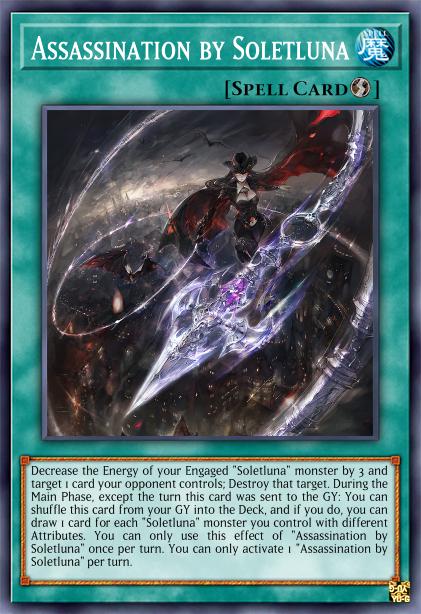 ASSASSINATION BY SOLETLUNA
SPELL
魔
[SPELL CARD ]
Decrease the Energy of your Engaged "Soletluna" monster by 3 and
target 1 card your opponent controls; Destroy that target. During the
Main Phase, except the turn this card was sent to the GY: You can
shuffle this card from your GY into the Deck, and if you do, you can
draw 1 card for each "Soletluna" monster you control with different
Attributes. You can only use this effect of "Assassination by
Soletluna" once per turn. You can only activate 1 "Assassination by
Soletluna" per turn.